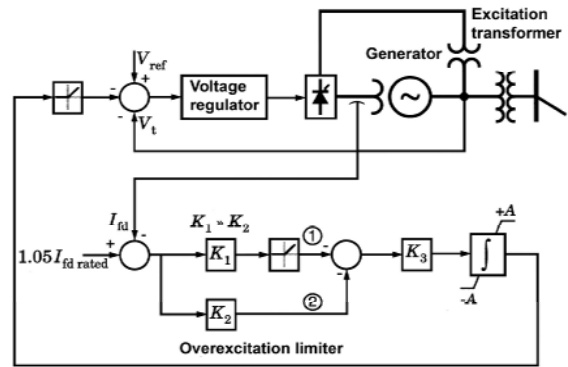 Excitation
transformer
V_ref
Generator
+
-
Voltage
regulator
-
V_t
~
I_fd
-
K_1 - K_2
①
+A
+
1.05I_fd rated
K_1
-
K_3
∫
-
②
-A
K_2
Overexcitation limiter